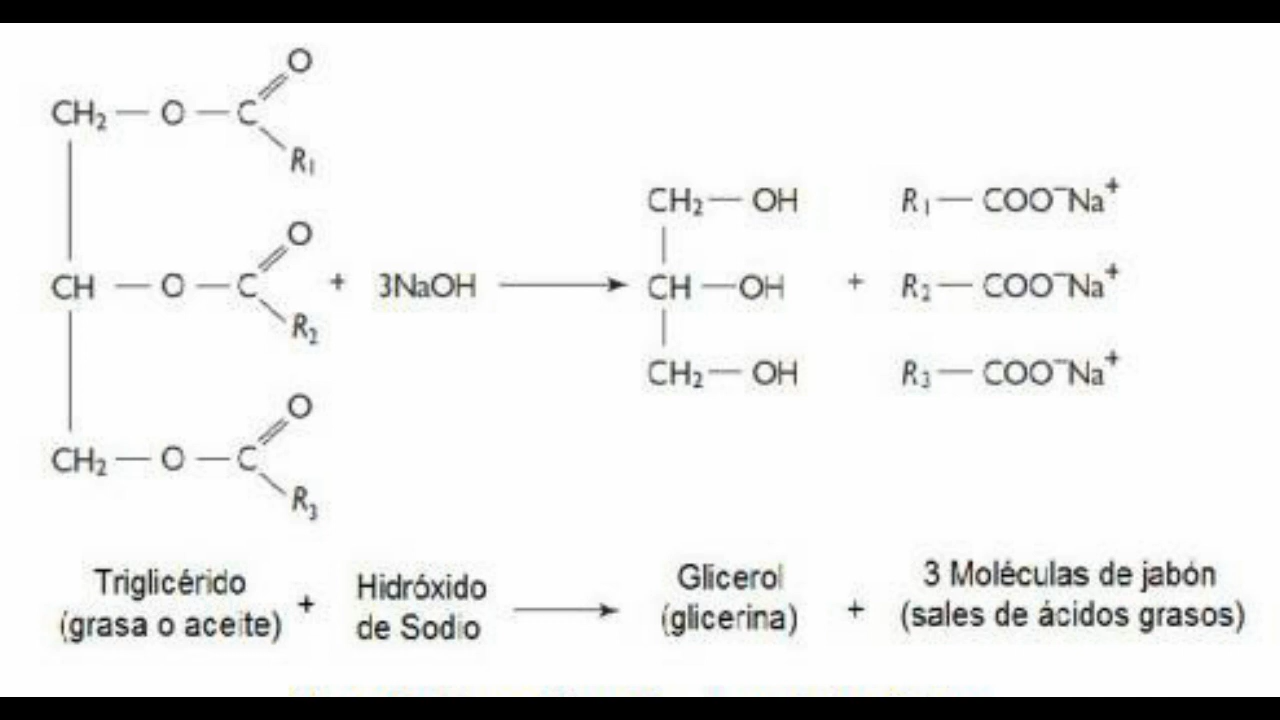 O
CH₂ — O — C
R₁
O
CH — O — C + 3NaOH
R₂
O
CH₂ — O — C
R₃
CH₂ — OH
CH — OH
CH₂ — OH
+
R₁ — COO⁻Na⁺
R₂ — COO⁻Na⁺
R₃ — COO⁻Na⁺
Triglicérido
(grasa o aceite)
+
Hidróxido
de Sodio
Glicerol
(glicerina)
+
3 Moléculas de jabón
(sales de ácidos grasos)